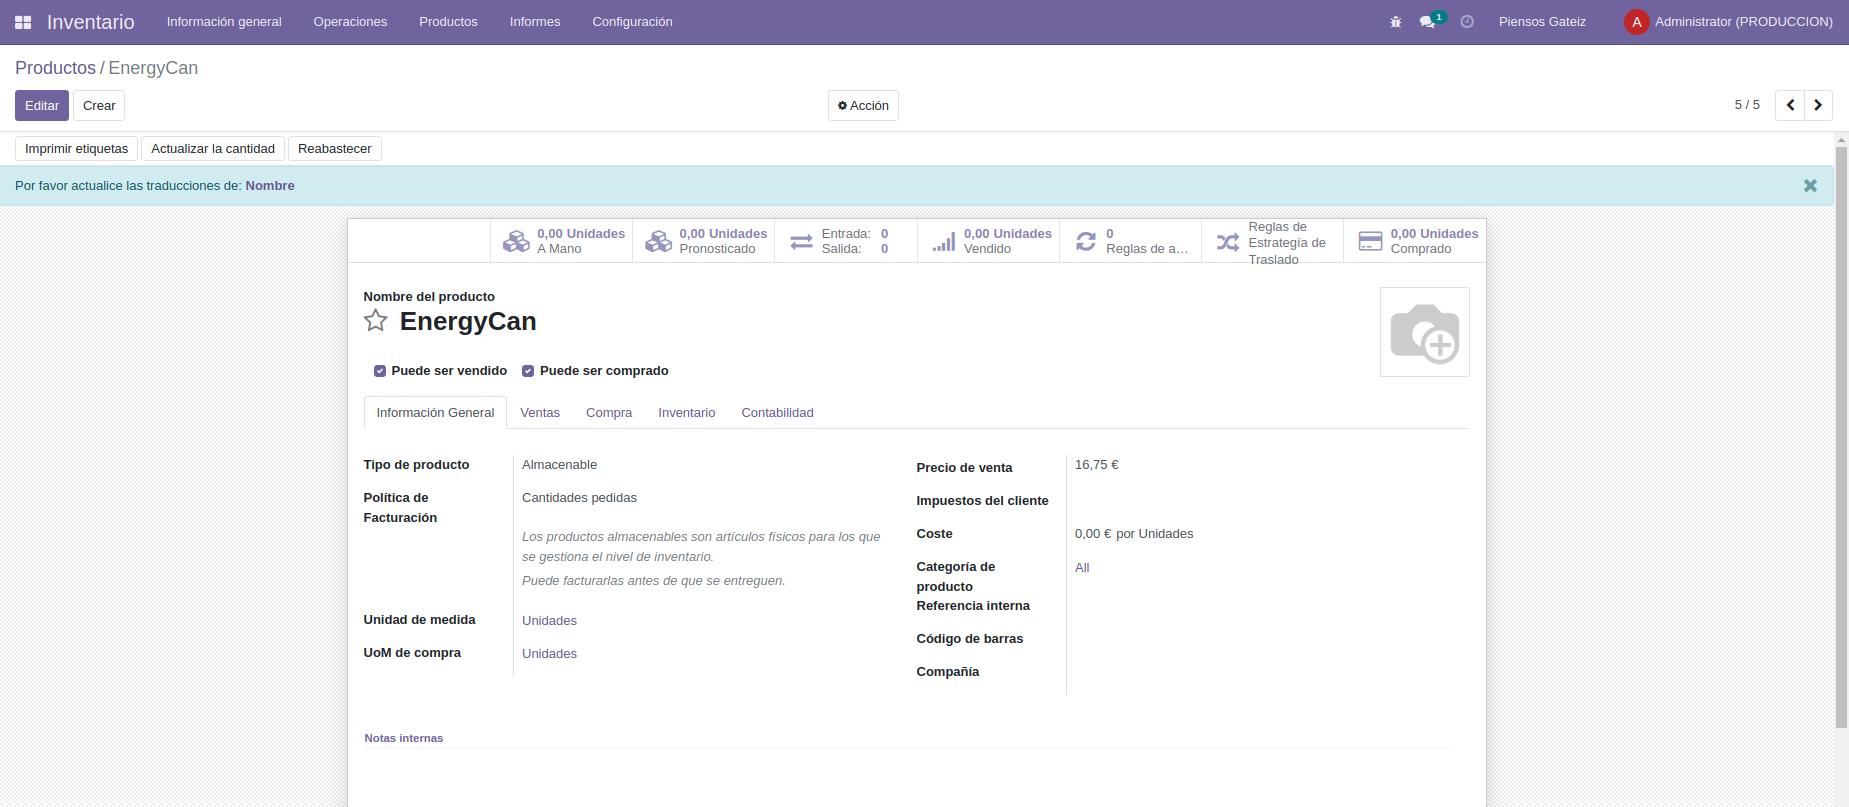 Inventario Información general Operaciones Productos Informes Configuración 1 Piensos Gateiz A Administrator (PRODUCCION)
Productos / EnergyCan
Editar Crear Acción 5 / 5
Imprimir etiquetas Actualizar la cantidad Reabastecer
Por favor actualice las traducciones de: Nombre
0,00 Unidades
A Mano
0,00 Unidades
Pronosticado
Entrada: 0
Salida: 0
0,00 Unidades
Vendido
0
Reglas de a…
Reglas de
Estrategía de
Traslado
0,00 Unidades
Comprado
Nombre del producto
EnergyCan
Puede ser vendido Puede ser comprado
Información General Ventas Compra Inventario Contabilidad
Tipo de producto Almacenable
Política de
Facturación
Cantidades pedidas
Los productos almacenables son artículos físicos para los que
se gestiona el nivel de inventario.
Puede facturarlas antes de que se entreguen.
Unidad de medida Unidades
UoM de compra Unidades
Precio de venta 16,75 €
Impuestos del cliente
Coste 0,00 € por Unidades
Categoría de
producto
All
Referencia interna
Código de barras
Compañía
Notas internas